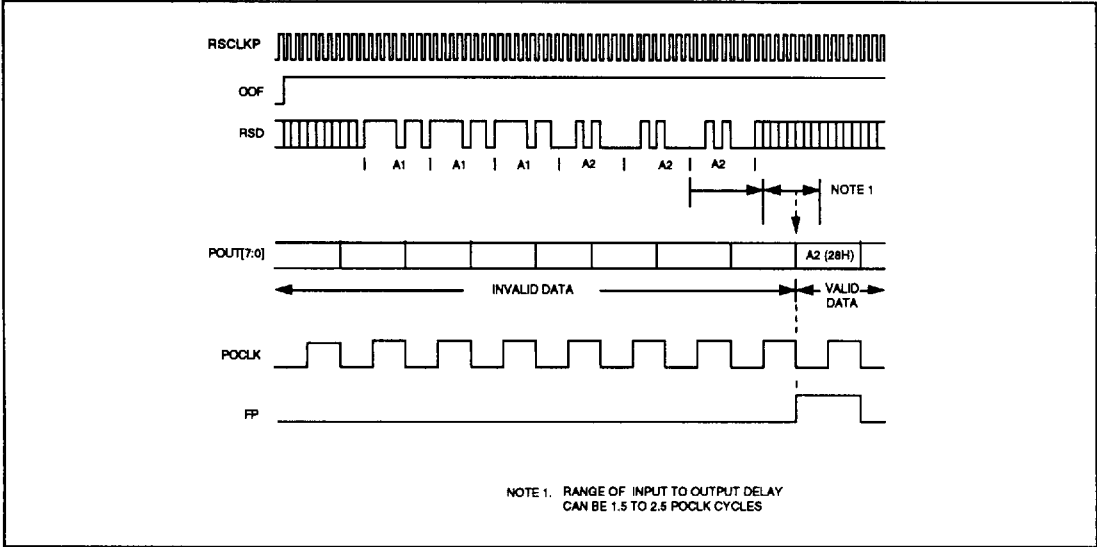 RSCLKP
OOF
RSD
| A1 | A1 | A1 | A2 | A2 | A2 |
NOTE 1
POUT[7:0]
A2 (28H)
INVALID DATA
VALID
DATA
POCLK
FP
NOTE 1. RANGE OF INPUT TO OUTPUT DELAY
CAN BE 1.5 TO 2.5 POCLK CYCLES